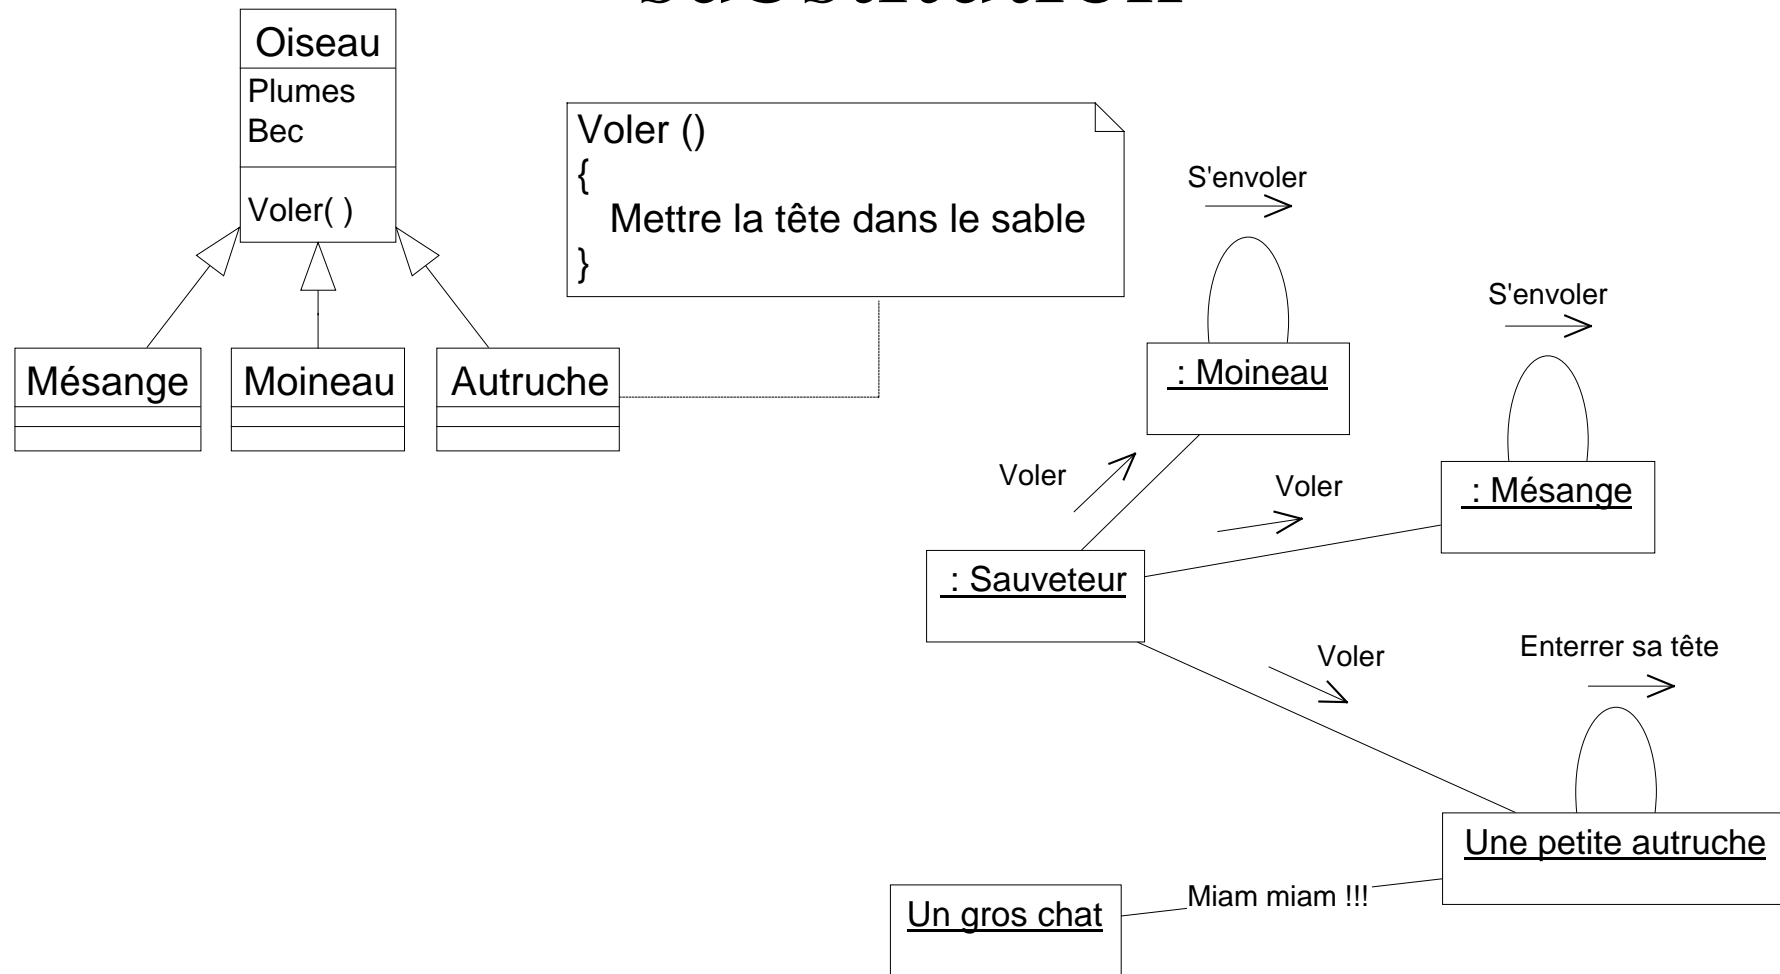 substitution
Oiseau
Plumes
Bec
Voler( )
Mésange
Moineau
Autruche
Voler ()
{
Mettre la tête dans le sable
}
S'envoler
: Moineau
S'envoler
: Mésange
Voler
Voler
: Sauveteur
Voler
Enterrer sa tête
Une petite autruche
Miam miam !!!
Un gros chat